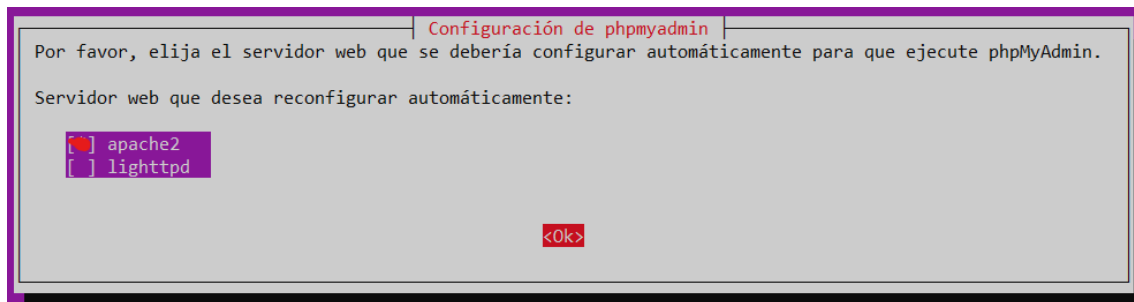 Configuración de phpmyadmin
Por favor, elija el servidor web que se debería configurar automáticamente para que ejecute phpMyAdmin.
Servidor web que desea reconfigurar automáticamente:
[ ] apache2
[ ] lighttpd
<Ok>